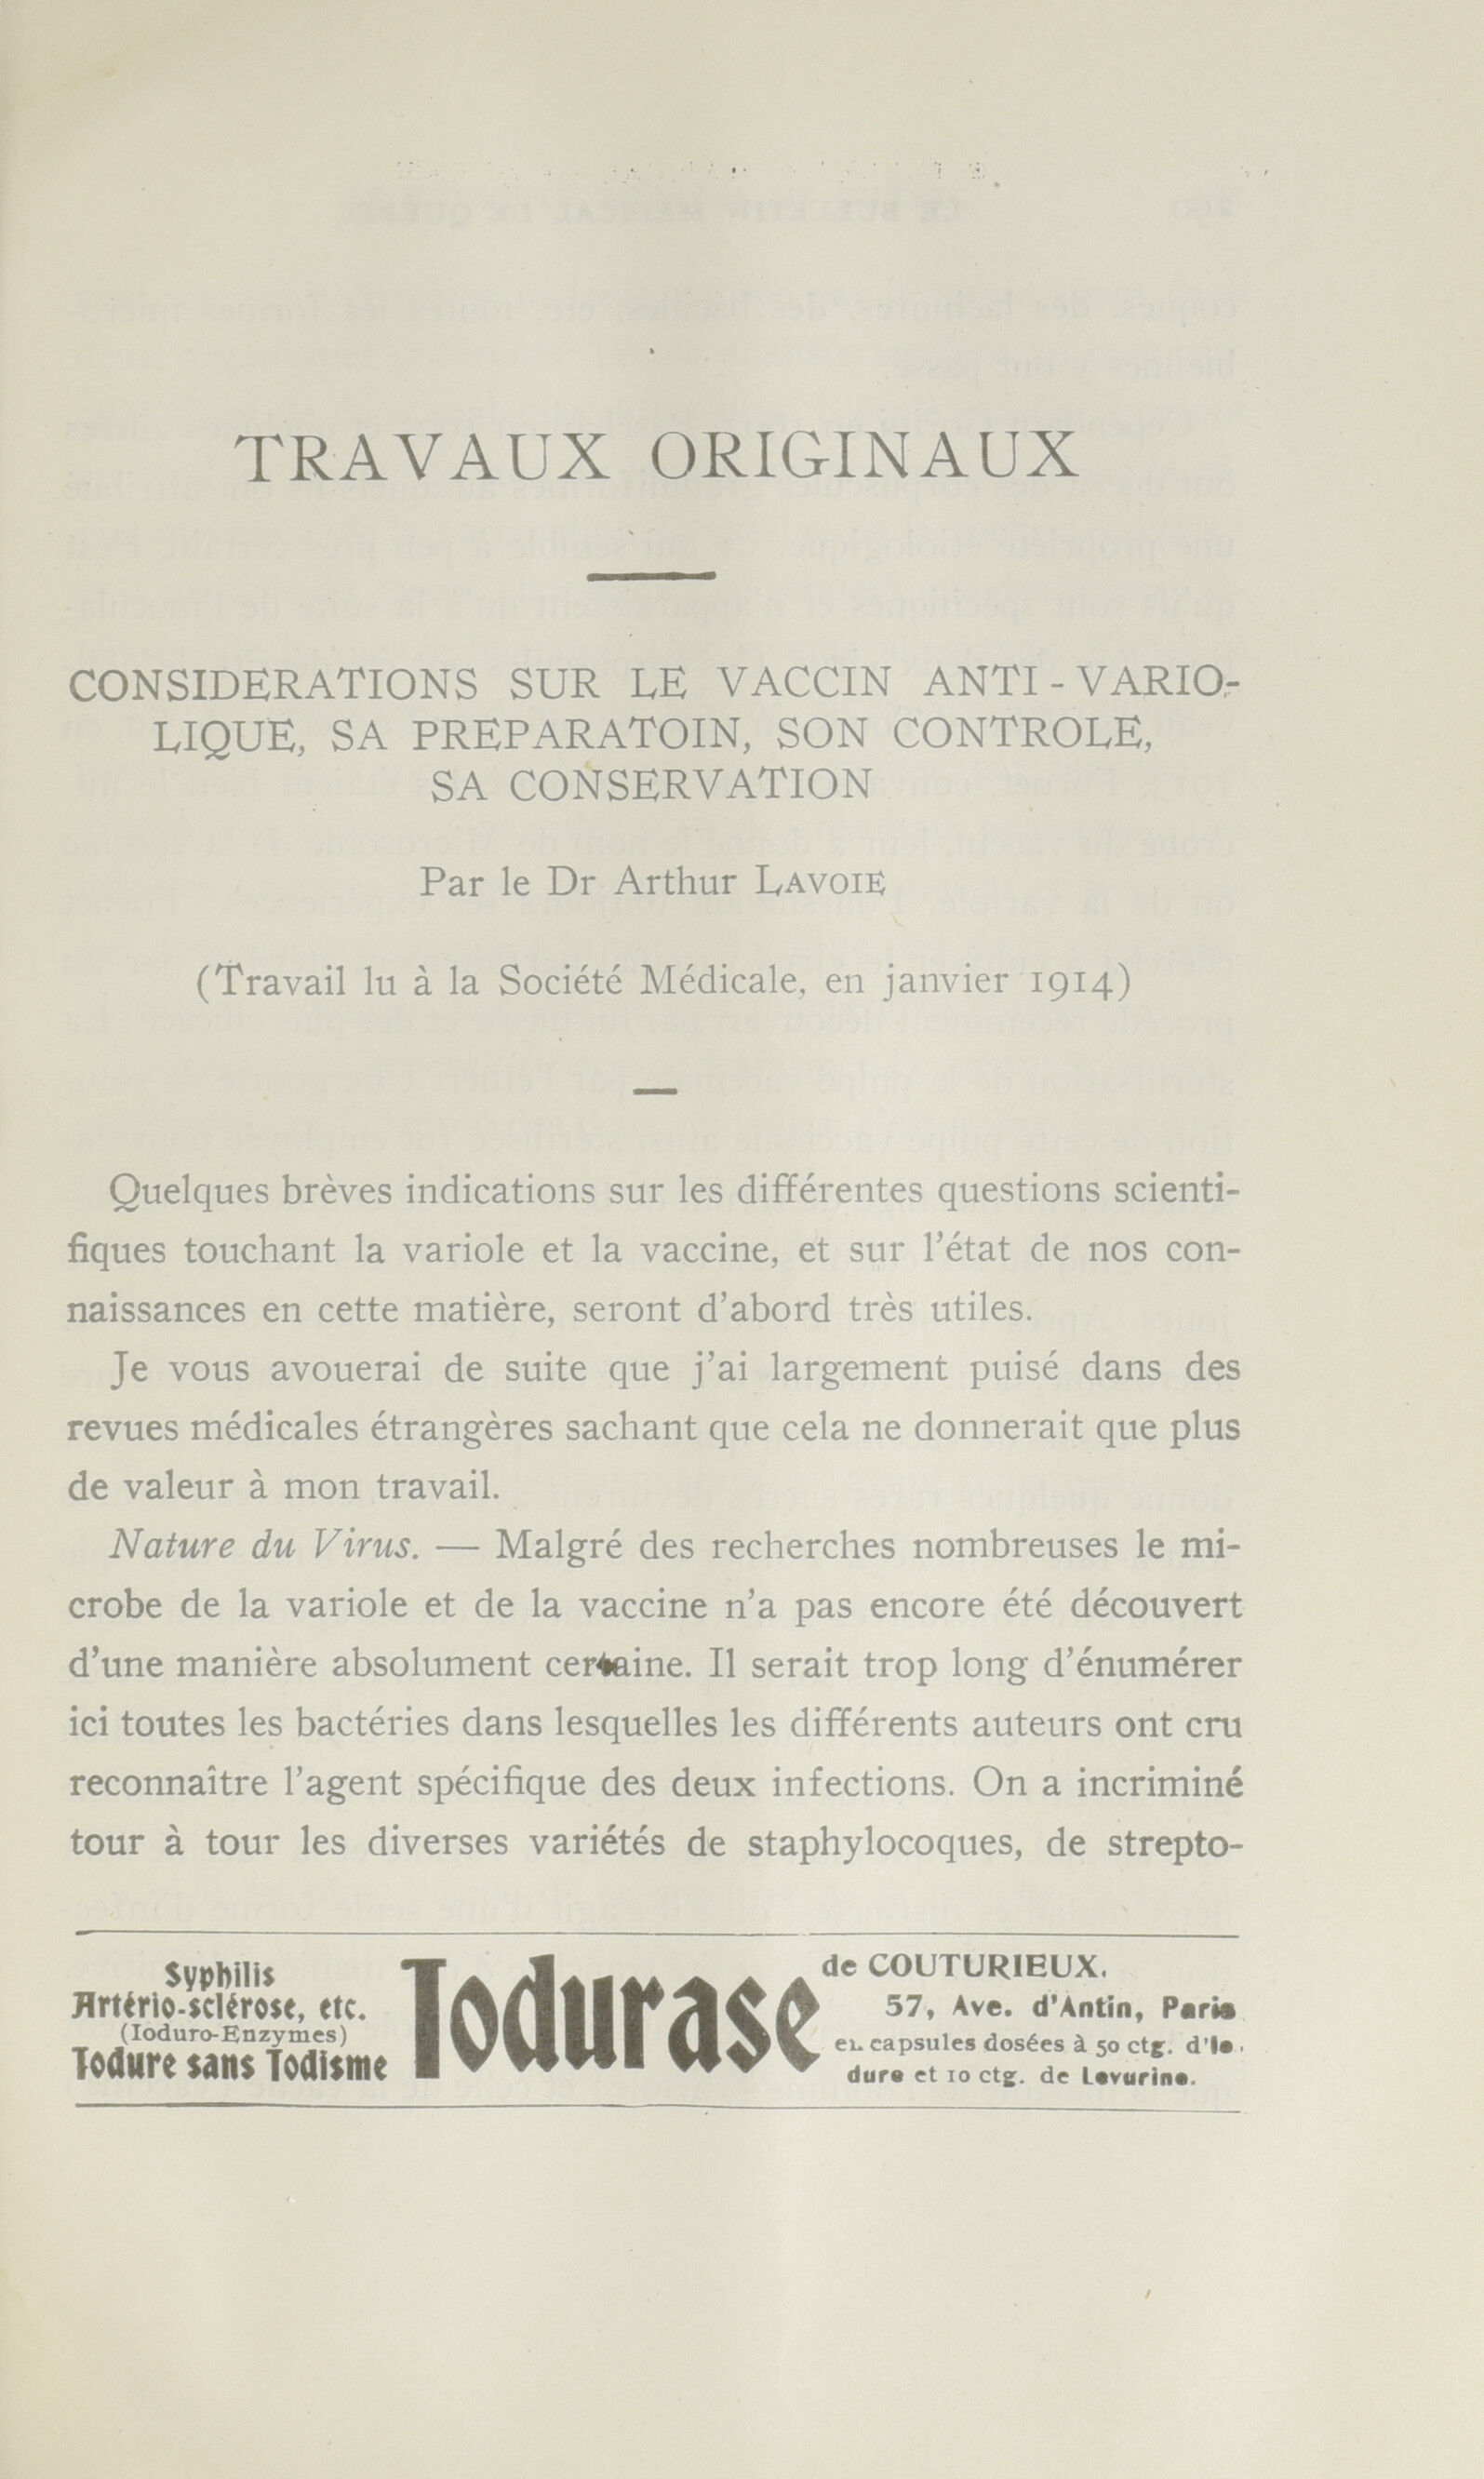 TRAVAUX ORIGINAUX
CONSIDERATIONS SUR LE VACCIN ANTI-VARIO-
LIQUE, SA PREPARATOIN, SON CONTROLE,
SA CONSERVATION
Par le Dr Arthur LAVOIE
(Travail lu à la Société Médicale, en janvier 1914)
Quelques brèves indications sur les différentes questions scienti-
fiques touchant la variole et la vaccine, et sur l'état de nos con-
naissances en cette matière, seront d'abord très utiles.
Je vous avouerai de suite que j'ai largement puisé dans des
revues médicales étrangères sachant que cela ne donnerait que plus
de valeur à mon travail.
Nature du Virus. — Malgré des recherches nombreuses le mi-
crobe de la variole et de la vaccine n'a pas encore été découvert
d'une manière absolument certaine. Il serait trop long d'énumérer
ici toutes les bactéries dans lesquelles les différents auteurs ont cru
reconnaître l'agent spécifique des deux infections. On a incriminé
tour à tour les diverses variétés de staphylocoques, de strepto-
Syphilis
Artério-sclérose, etc.
(Ioduro-Enzymes)
Iodure sans Iodisme
Iodurase
de COUTURIEUX.
57, Ave. d'Antin, Paris
en capsules dosées à 50 ctg. d'Io-
dure et 10 ctg. de Levurine.